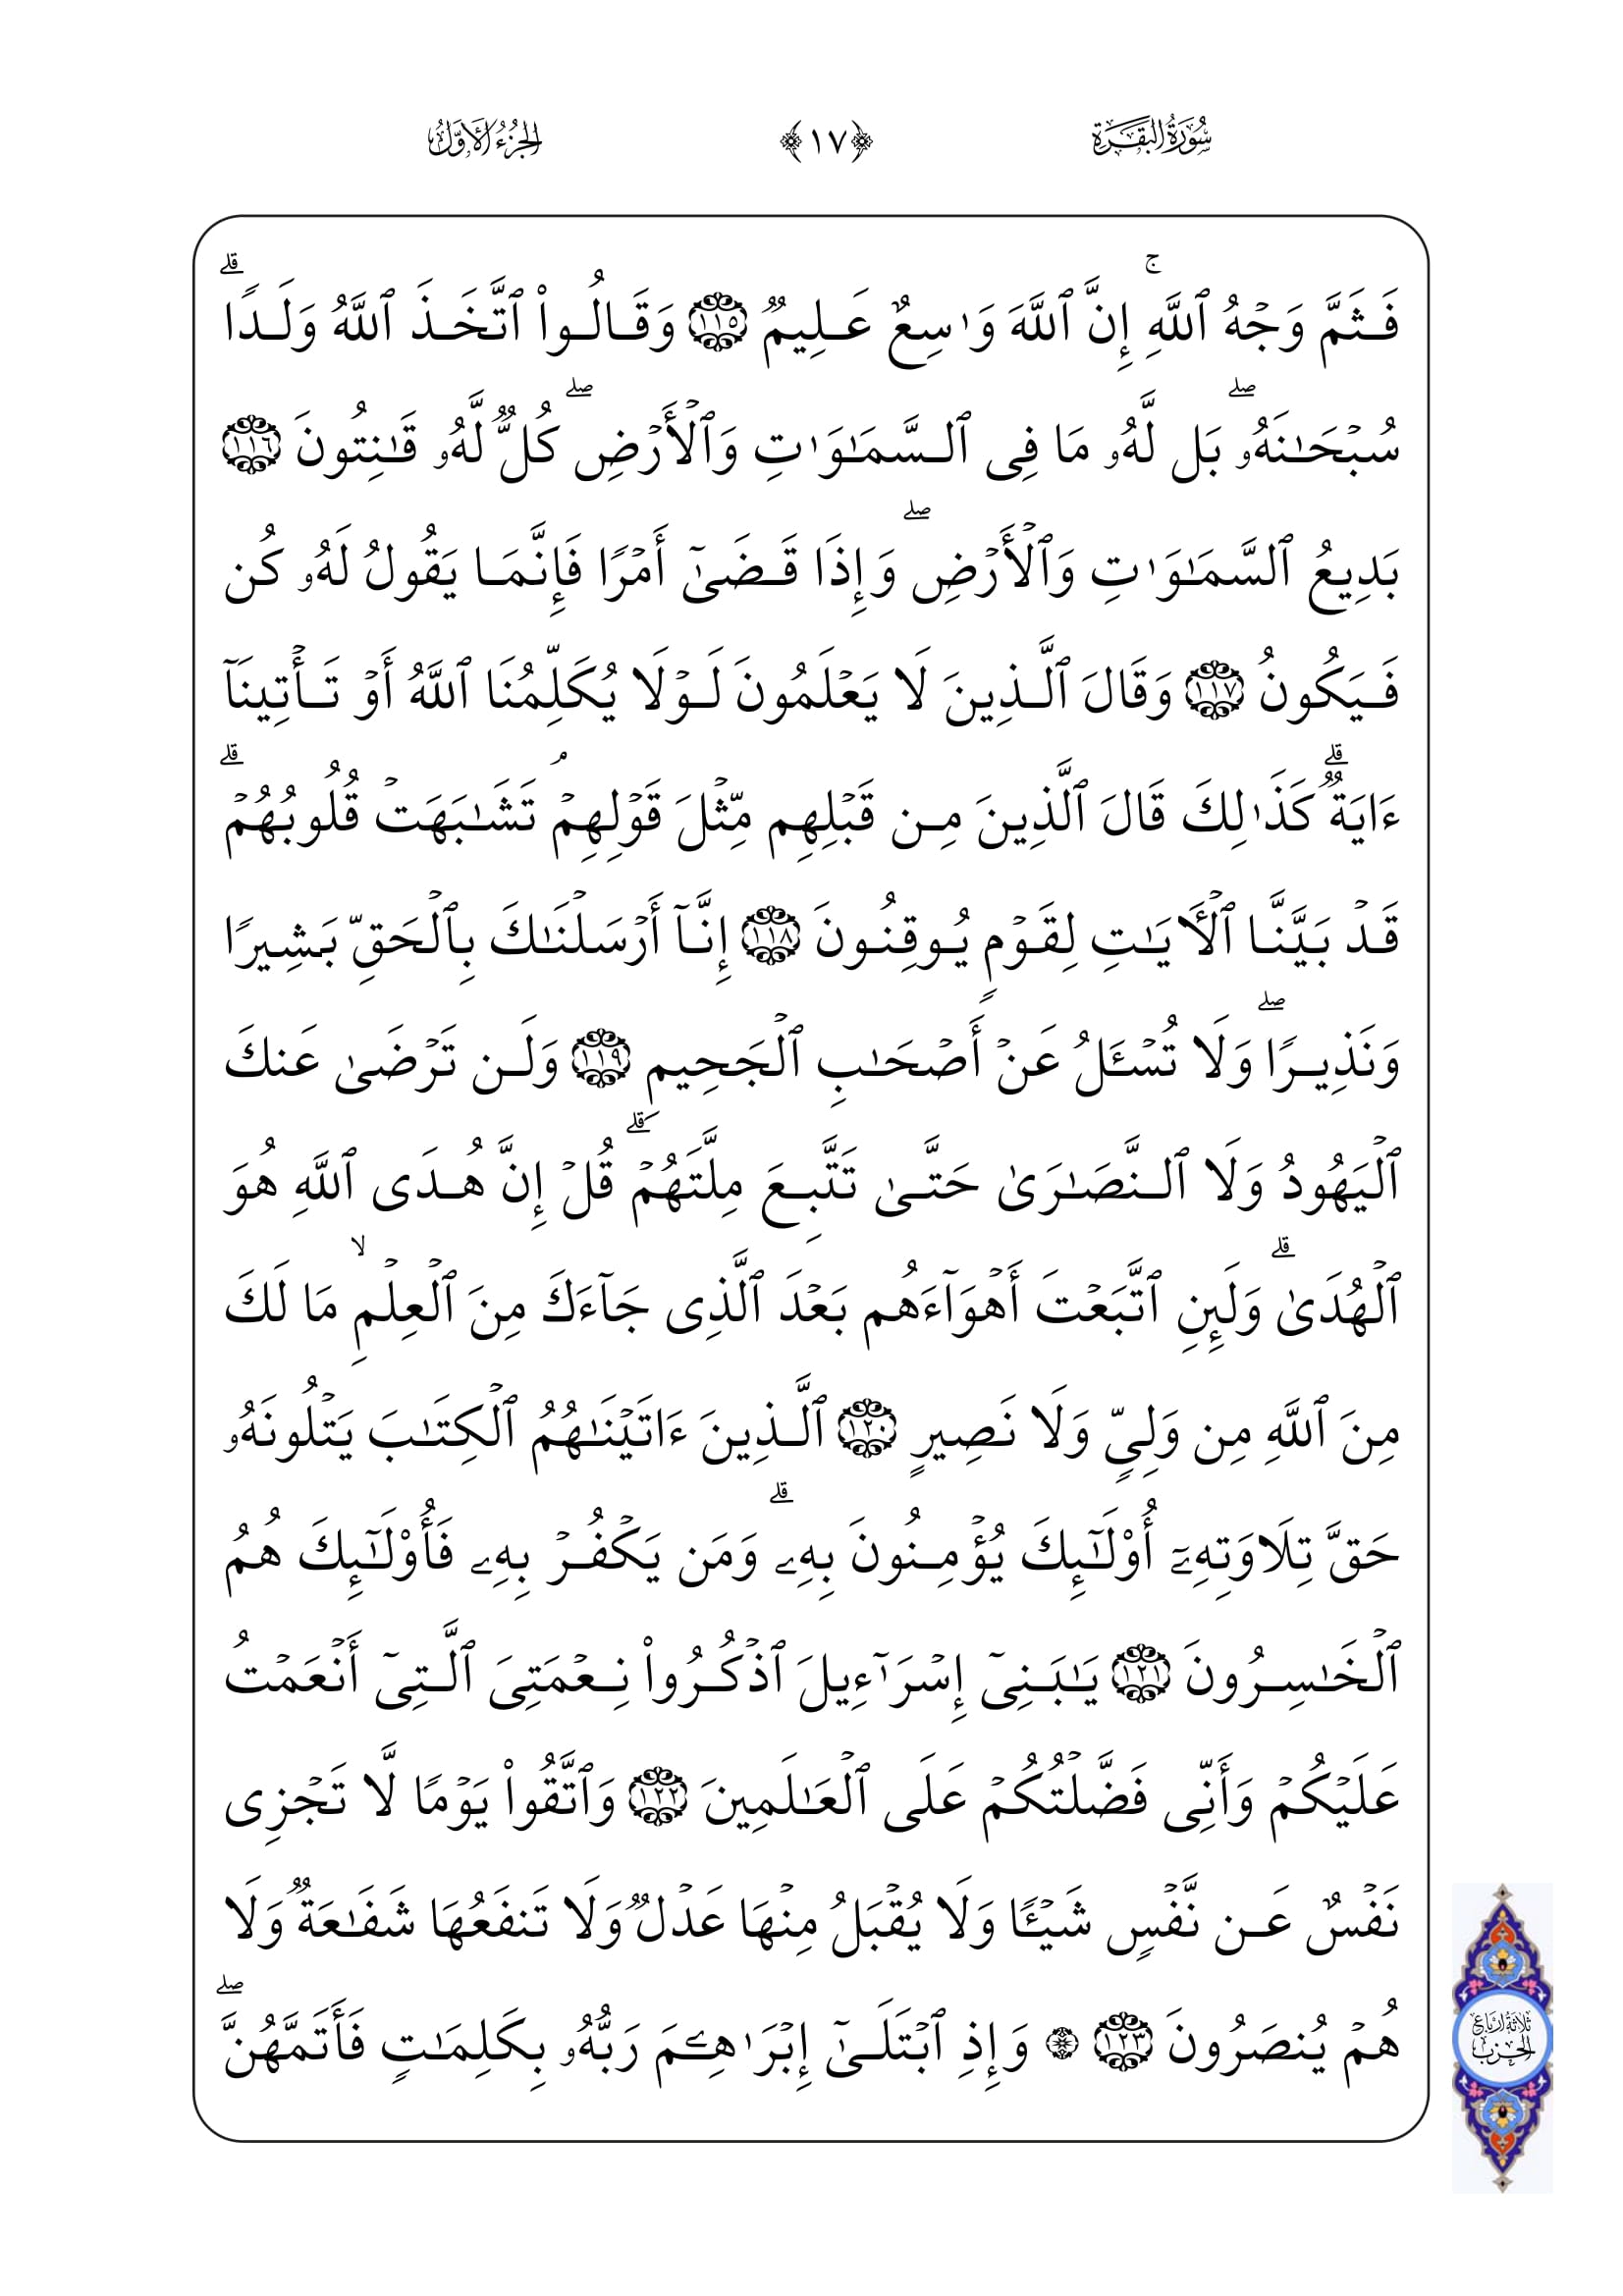 سُورَةُ البَقَرَةِ ﴿١٧﴾ الجُزْءُ الأَوَّلُ
فَثَمَّ وَجۡهُ ٱللَّهِۚ إِنَّ ٱللَّهَ وَٰسِعٌ عَلِيمٞ ١١٥ وَقَالُواْ ٱتَّخَذَ ٱللَّهُ وَلَدٗاۗ
سُبۡحَٰنَهُۥۖ بَل لَّهُۥ مَا فِي ٱلسَّمَٰوَٰتِ وَٱلۡأَرۡضِۖ كُلّٞ لَّهُۥ قَٰنِتُونَ ١١٦
بَدِيعُ ٱلسَّمَٰوَٰتِ وَٱلۡأَرۡضِۖ وَإِذَا قَضَىٰٓ أَمۡرٗا فَإِنَّمَا يَقُولُ لَهُۥ كُن
فَيَكُونُ ١١٧ وَقَالَ ٱلَّذِينَ لَا يَعۡلَمُونَ لَوۡلَا يُكَلِّمُنَا ٱللَّهُ أَوۡ تَأۡتِينَآ
ءَايَةٞۗ كَذَٰلِكَ قَالَ ٱلَّذِينَ مِن قَبۡلِهِم مِّثۡلَ قَوۡلِهِمۡۘ تَشَٰبَهَتۡ قُلُوبُهُمۡۗ
قَدۡ بَيَّنَّا ٱلۡأٓيَٰتِ لِقَوۡمٖ يُوقِنُونَ ١١٨ إِنَّآ أَرۡسَلۡنَٰكَ بِٱلۡحَقِّ بَشِيرٗا
وَنَذِيرٗاۖ وَلَا تُسۡـَٔلُ عَنۡ أَصۡحَٰبِ ٱلۡجَحِيمِ ١١٩ وَلَن تَرۡضَىٰ عَنكَ
ٱلۡيَهُودُ وَلَا ٱلنَّصَٰرَىٰ حَتَّىٰ تَتَّبِعَ مِلَّتَهُمۡۗ قُلۡ إِنَّ هُدَى ٱللَّهِ هُوَ
ٱلۡهُدَىٰۗ وَلَئِنِ ٱتَّبَعۡتَ أَهۡوَآءَهُم بَعۡدَ ٱلَّذِي جَآءَكَ مِنَ ٱلۡعِلۡمِۙ مَا لَكَ
مِنَ ٱللَّهِ مِن وَلِيّٖ وَلَا نَصِيرٍ ١٢٠ ٱلَّذِينَ ءَاتَيۡنَٰهُمُ ٱلۡكِتَٰبَ يَتۡلُونَهُۥ
حَقَّ تِلَاوَتِهِۦٓ أُوْلَٰٓئِكَ يُؤۡمِنُونَ بِهِۦۗ وَمَن يَكۡفُرۡ بِهِۦ فَأُوْلَٰٓئِكَ هُمُ
ٱلۡخَٰسِرُونَ ١٢١ يَٰبَنِيٓ إِسۡرَٰٓءِيلَ ٱذۡكُرُواْ نِعۡمَتِيَ ٱلَّتِيٓ أَنۡعَمۡتُ
عَلَيۡكُمۡ وَأَنِّي فَضَّلۡتُكُمۡ عَلَى ٱلۡعَٰلَمِينَ ١٢٢ وَٱتَّقُواْ يَوۡمٗا لَّا تَجۡزِي
نَفۡسٌ عَن نَّفۡسٖ شَيۡـٔٗا وَلَا يُقۡبَلُ مِنۡهَا عَدۡلٞ وَلَا تَنفَعُهَا شَفَٰعَةٞ وَلَا
هُمۡ يُنصَرُونَ ١٢٣ ۞ وَإِذِ ٱبۡتَلَىٰٓ إِبۡرَٰهِـۧمَ رَبُّهُۥ بِكَلِمَٰتٖ فَأَتَمَّهُنَّۖ
ثلاثة أرباع
الحزب